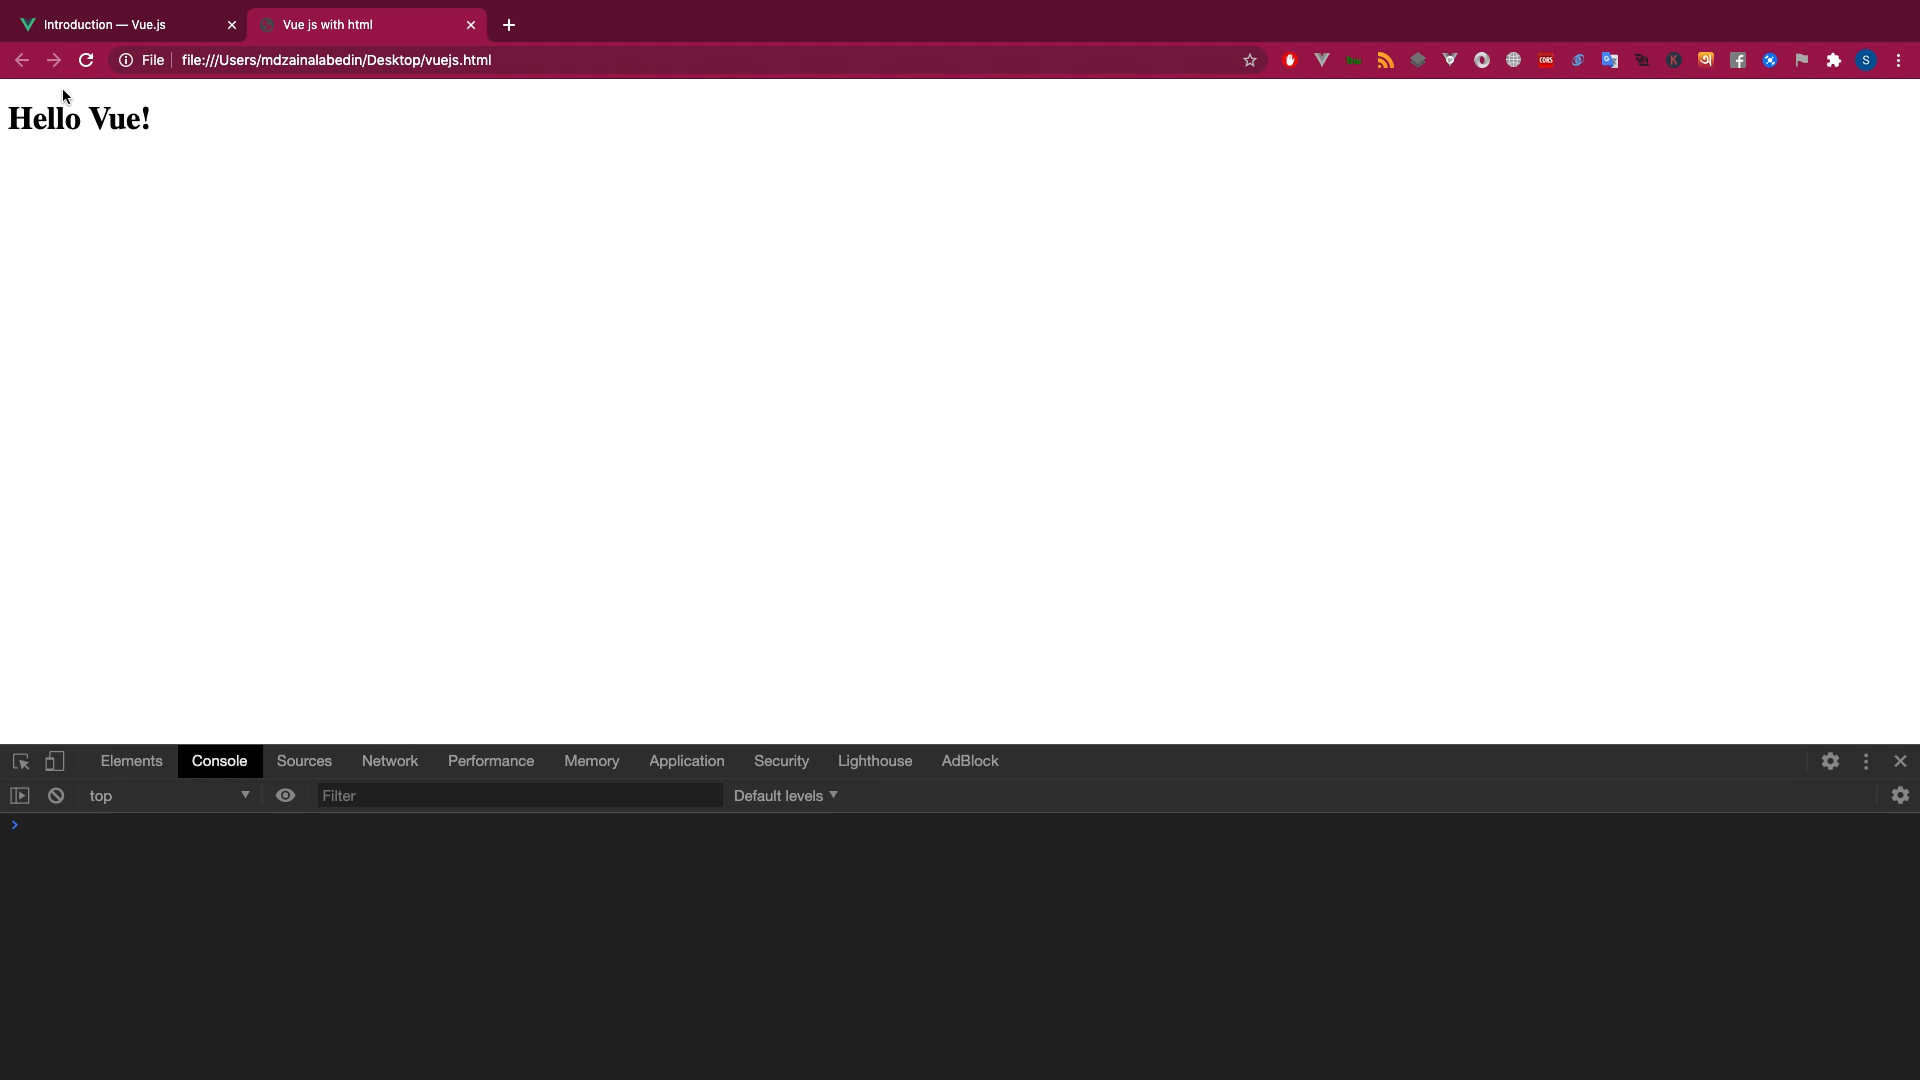 Introduction — Vue.js
Vue js with html
File
file:///Users/mdzainalabedin/Desktop/vuejs.html
CORS
K
S
Hello Vue!
Elements Console Sources Network Performance Memory Application Security Lighthouse AdBlock
top
Filter
Default levels